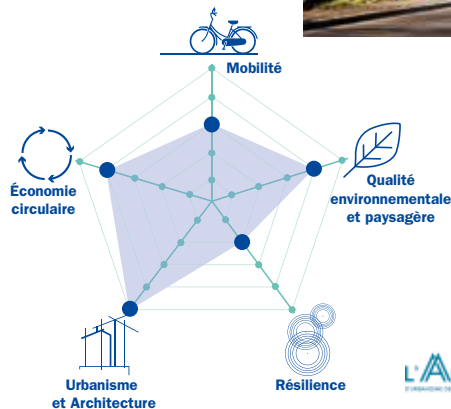 Mobilité
Économie
circulaire
Qualité
environnementale
et paysagère
Urbanisme
et Architecture
Résilience
L'A